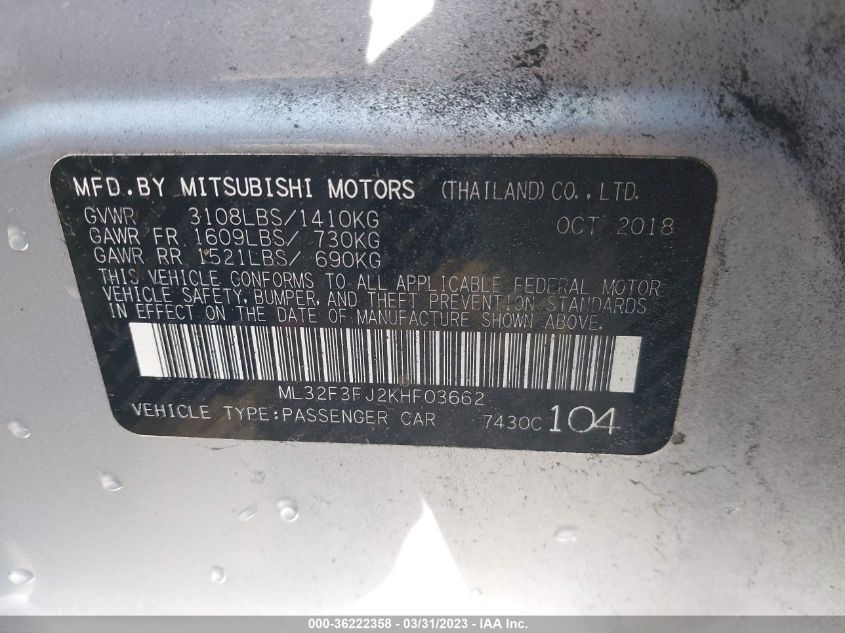 MFD.BY MITSUBISHI MOTORS (THAILAND) CO., LTD.
GVWR 3108LBS/1410KG OCT 2018
GAWR FR 1609LBS/ 730KG
GAWR RR 1521LBS/ 690KG
THIS VEHICLE CONFORMS TO ALL APPLICABLE FEDERAL MOTOR
VEHICLE SAFETY, BUMPER, AND THEFT PREVENTION STANDARDS
IN EFFECT ON THE DATE OF MANUFACTURE SHOWN ABOVE.
ML32F3FJ2KHF03662
VEHICLE TYPE:PASSENGER CAR 7430C 104
000-36222358 - 03/31/2023 - IAA Inc.